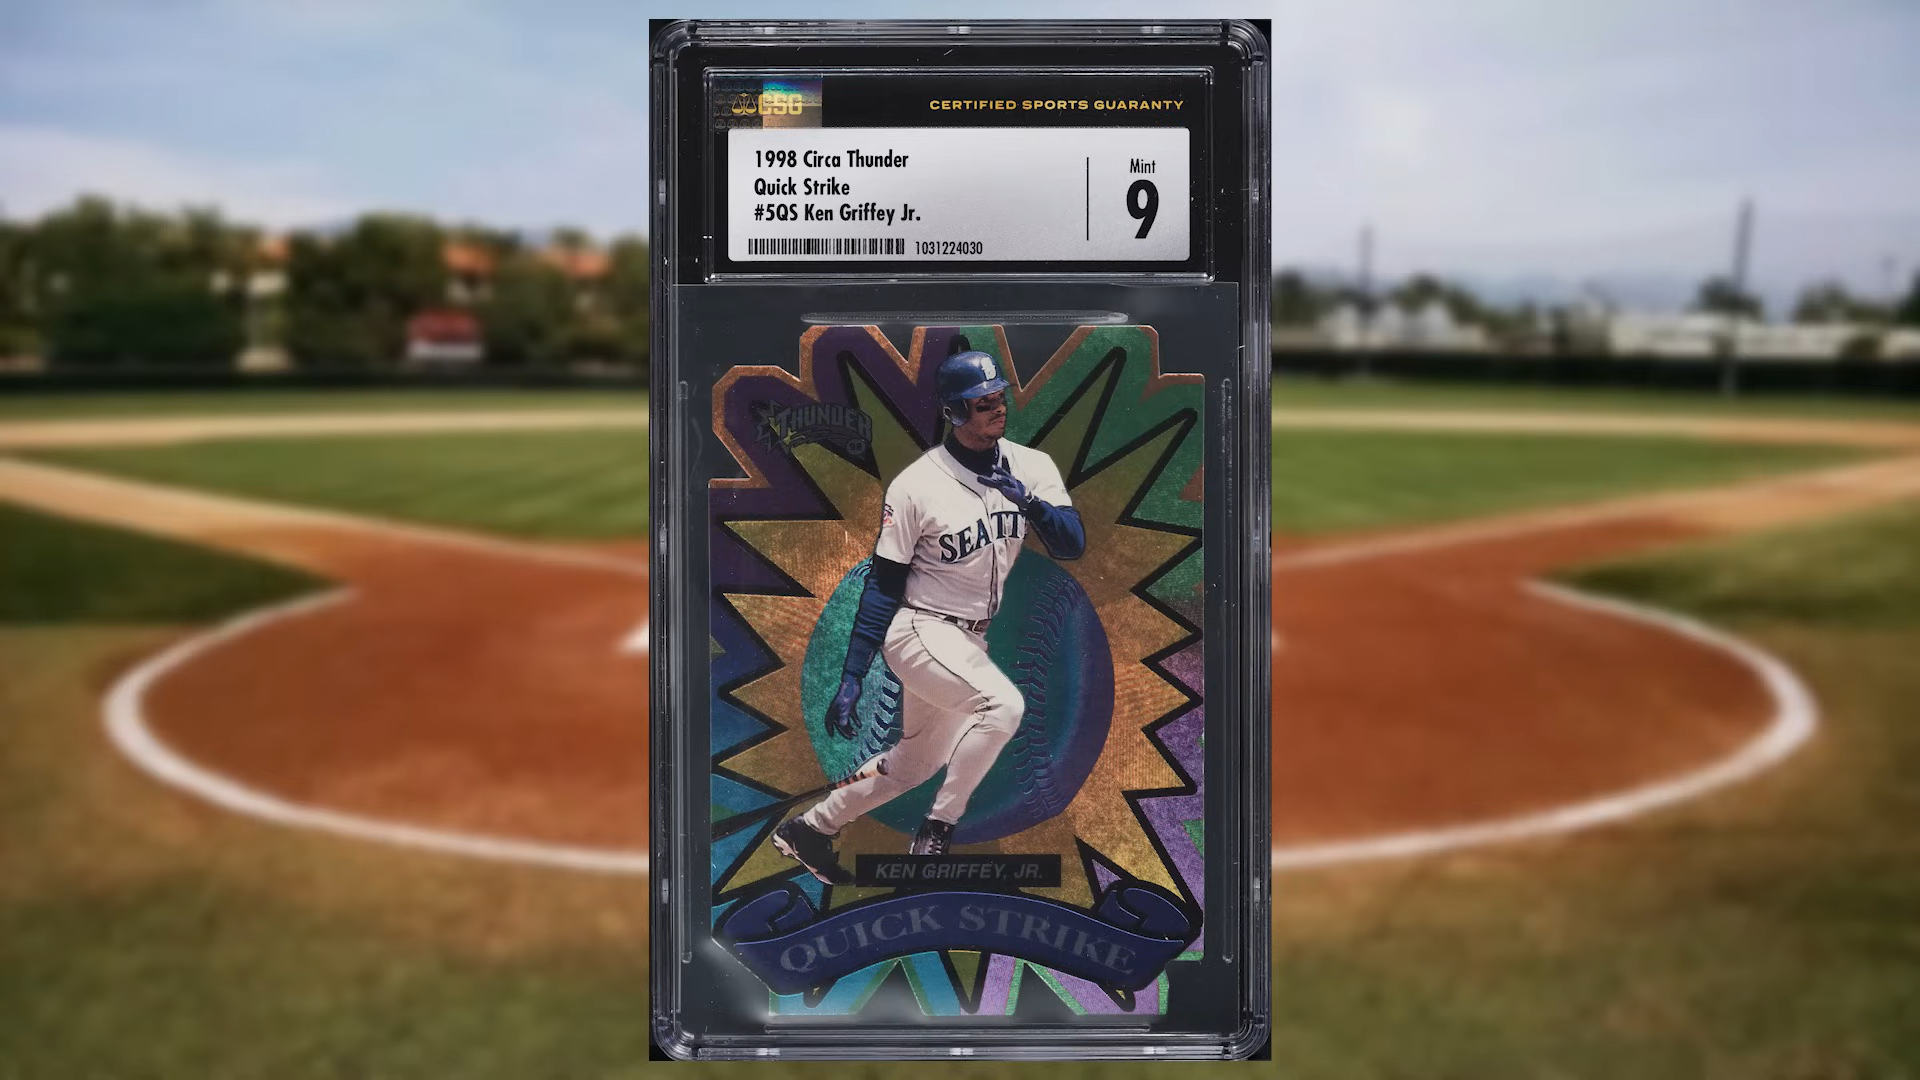 CSG
CERTIFIED SPORTS GUARANTY
1998 Circa Thunder
Quick Strike
#5QS Ken Griffey Jr.
Mint
9
1031224030
THUNDER
98
S
SEATT
KEN GRIFFEY, JR.
QUICK STRIKE